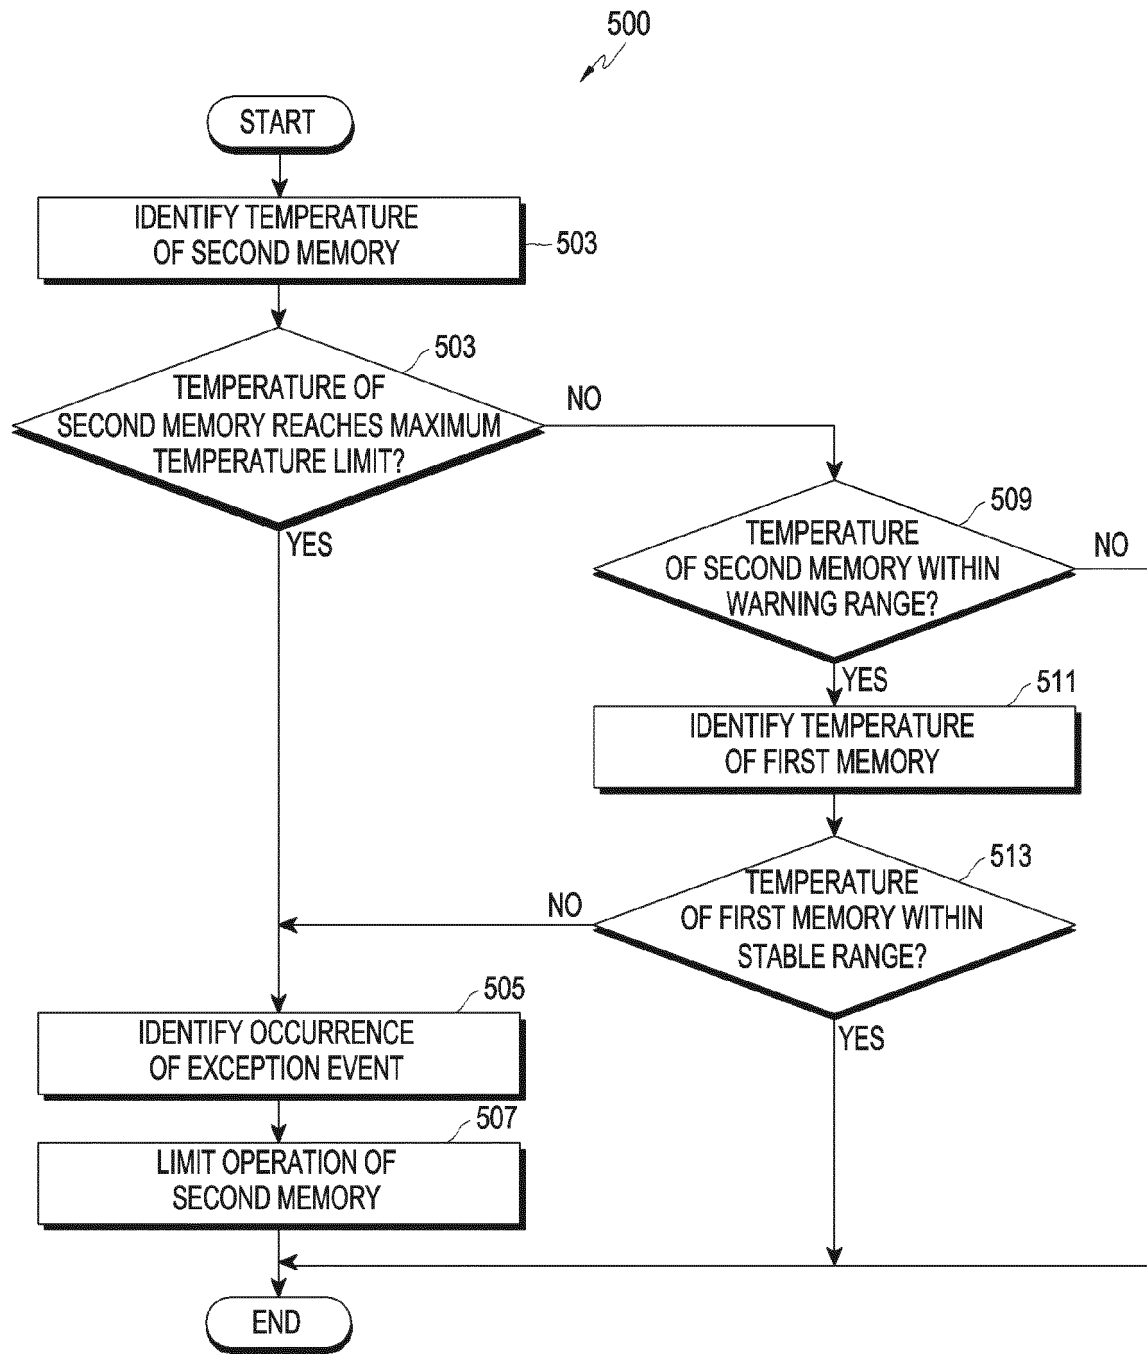 500
START
IDENTIFY TEMPERATURE
OF SECOND MEMORY
503
503
TEMPERATURE OF
SECOND MEMORY REACHES MAXIMUM
TEMPERATURE LIMIT?
NO
YES
509
TEMPERATURE
OF SECOND MEMORY WITHIN
WARNING RANGE?
NO
YES
511
IDENTIFY TEMPERATURE
OF FIRST MEMORY
513
TEMPERATURE
OF FIRST MEMORY WITHIN
STABLE RANGE?
NO
YES
505
IDENTIFY OCCURRENCE
OF EXCEPTION EVENT
507
LIMIT OPERATION OF
SECOND MEMORY
END